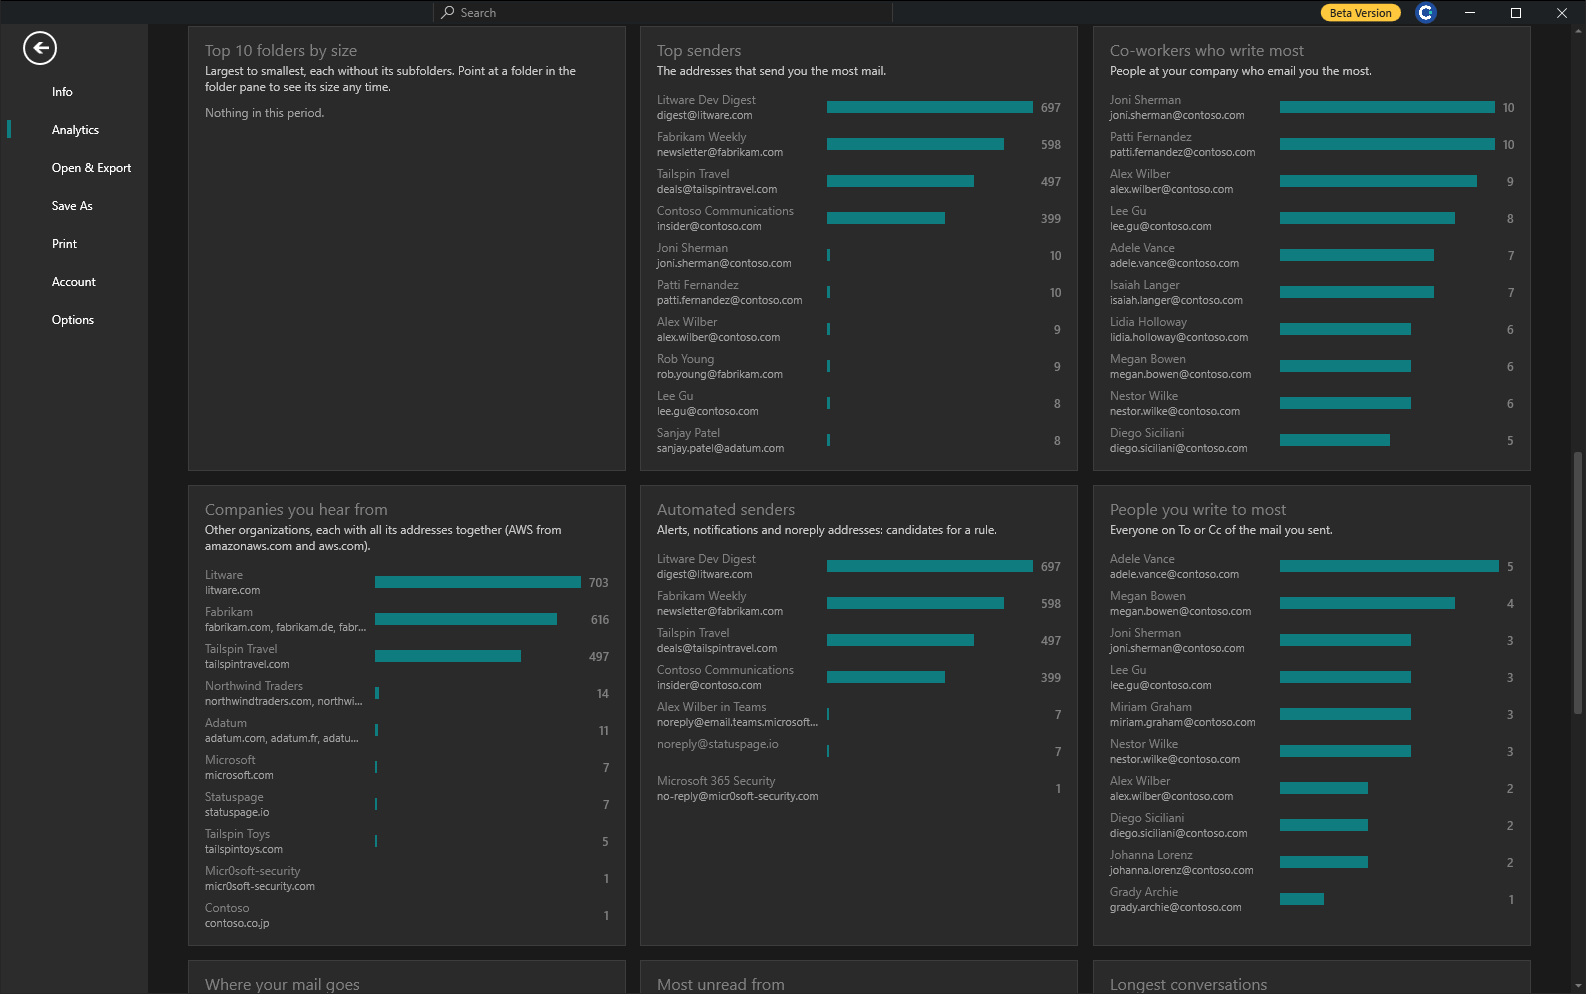 Search
Beta Version
Info
Analytics
Open & Export
Save As
Print
Account
Options
Top 10 folders by size
Largest to smallest, each without its subfolders. Point at a folder in the
folder pane to see its size any time.
Nothing in this period.
Top senders
The addresses that send you the most mail.
Litware Dev Digest
digest@litware.com
697
Fabrikam Weekly
newsletter@fabrikam.com
598
Tailspin Travel
deals@tailspintravel.com
497
Contoso Communications
insider@contoso.com
399
Joni Sherman
joni.sherman@contoso.com
10
Patti Fernandez
patti.fernandez@contoso.com
10
Alex Wilber
alex.wilber@contoso.com
9
Rob Young
rob.young@fabrikam.com
9
Lee Gu
lee.gu@contoso.com
8
Sanjay Patel
sanjay.patel@adatum.com
8
Co-workers who write most
People at your company who email you the most.
Joni Sherman
joni.sherman@contoso.com
10
Patti Fernandez
patti.fernandez@contoso.com
10
Alex Wilber
alex.wilber@contoso.com
9
Lee Gu
lee.gu@contoso.com
8
Adele Vance
adele.vance@contoso.com
7
Isaiah Langer
isaiah.langer@contoso.com
7
Lidia Holloway
lidia.holloway@contoso.com
6
Megan Bowen
megan.bowen@contoso.com
6
Nestor Wilke
nestor.wilke@contoso.com
6
Diego Siciliani
diego.siciliani@contoso.com
5
Companies you hear from
Other organizations, each with all its addresses together (AWS from
amazonaws.com and aws.com).
Litware
litware.com
703
Fabrikam
fabrikam.com, fabrikam.de, fabr...
616
Tailspin Travel
tailspintravel.com
497
Northwind Traders
northwindtraders.com, northwi...
14
Adatum
adatum.com, adatum.fr, adatu...
11
Microsoft
microsoft.com
7
Statuspage
statuspage.io
7
Tailspin Toys
tailspintoys.com
5
Micr0soft-security
micr0soft-security.com
1
Contoso
contoso.co.jp
1
Automated senders
Alerts, notifications and noreply addresses: candidates for a rule.
Litware Dev Digest
digest@litware.com
697
Fabrikam Weekly
newsletter@fabrikam.com
598
Tailspin Travel
deals@tailspintravel.com
497
Contoso Communications
insider@contoso.com
399
Alex Wilber in Teams
noreply@email.teams.microsoft...
7
noreply@statuspage.io
7
Microsoft 365 Security
no-reply@micr0soft-security.com
1
People you write to most
Everyone on To or Cc of the mail you sent.
Adele Vance
adele.vance@contoso.com
5
Megan Bowen
megan.bowen@contoso.com
4
Joni Sherman
joni.sherman@contoso.com
3
Lee Gu
lee.gu@contoso.com
3
Miriam Graham
miriam.graham@contoso.com
3
Nestor Wilke
nestor.wilke@contoso.com
3
Alex Wilber
alex.wilber@contoso.com
2
Diego Siciliani
diego.siciliani@contoso.com
2
Johanna Lorenz
johanna.lorenz@contoso.com
2
Grady Archie
grady.archie@contoso.com
1
Where your mail goes
Most unread from
Longest conversations